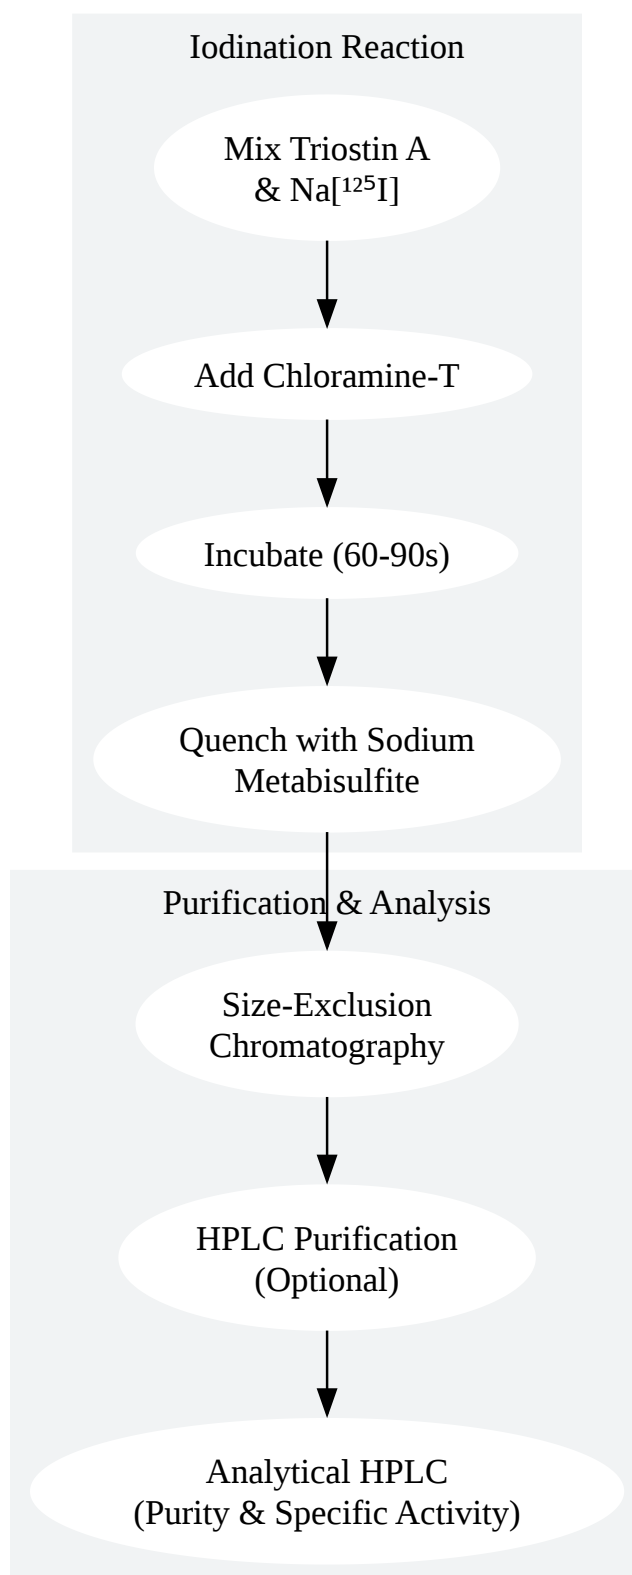 Iodination Reaction
Mix Triostin A
& Na[¹²⁵I]
Add Chloramine-T
Incubate (60-90s)
Quench with Sodium
Metabisulfite
Purification & Analysis
Size-Exclusion
Chromatography
HPLC Purification
(Optional)
Analytical HPLC
(Purity & Specific Activity)